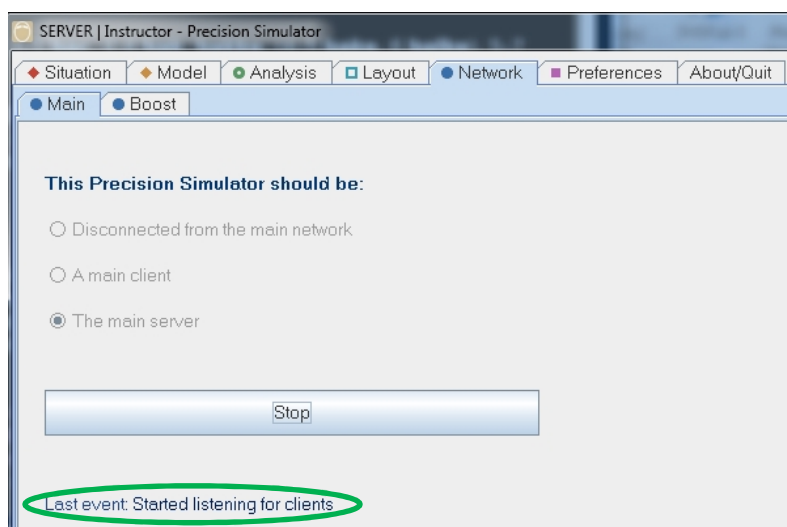 SERVER | Instructor - Precision Simulator
Situation Model Analysis Layout Network Preferences About/Quit
Main Boost
This Precision Simulator should be:
Disconnected from the main network
A main client
The main server
Stop
Last event: Started listening for clients